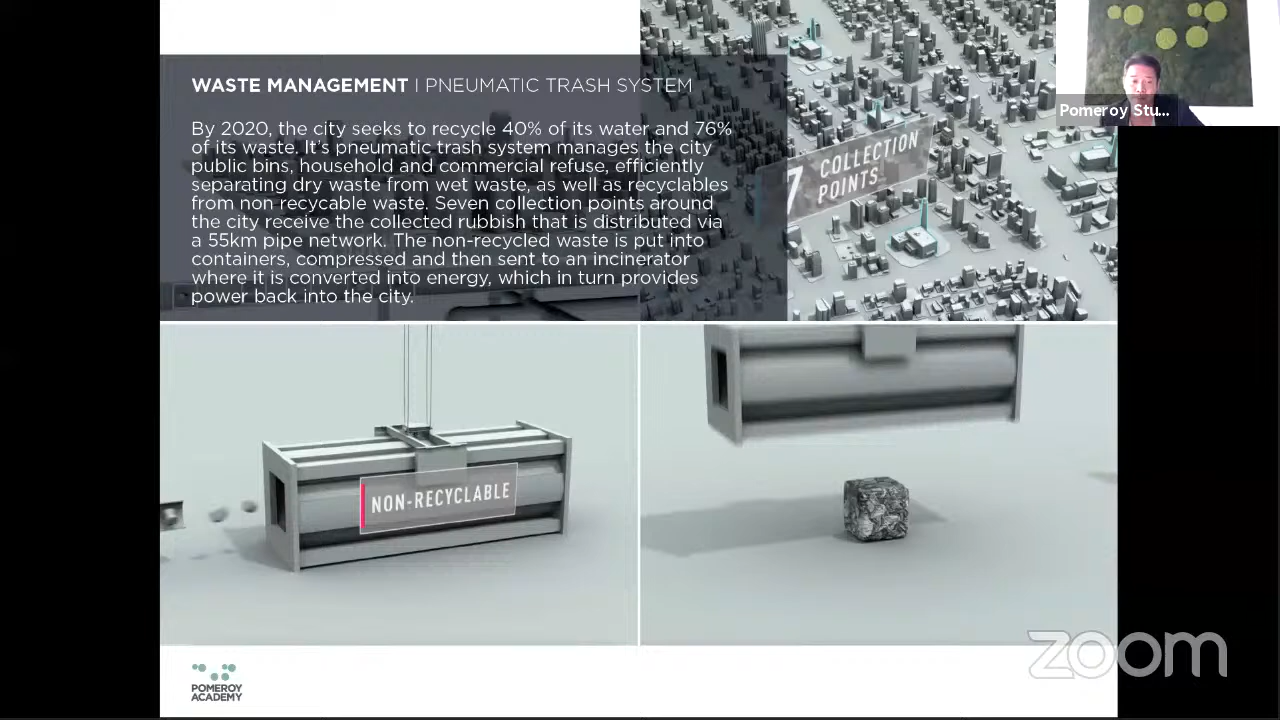 WASTE MANAGEMENT | PNEUMATIC TRASH SYSTEM
By 2020, the city seeks to recycle 40% of its water and 76%
of its waste. It's pneumatic trash system manages the city
public bins, household and commercial refuse, efficiently
separating dry waste from wet waste, as well as recyclables
from non recycable waste. Seven collection points around
the city receive the collected rubbish that is distributed via
a 55km pipe network. The non-recycled waste is put into
containers, compressed and then sent to an incinerator
where it is converted into energy, which in turn provides
power back into the city.
7 COLLECTION
POINTS
Pomeroy Stu...
NON-RECYCLABLE
POMEROY
ACADEMY
zoom